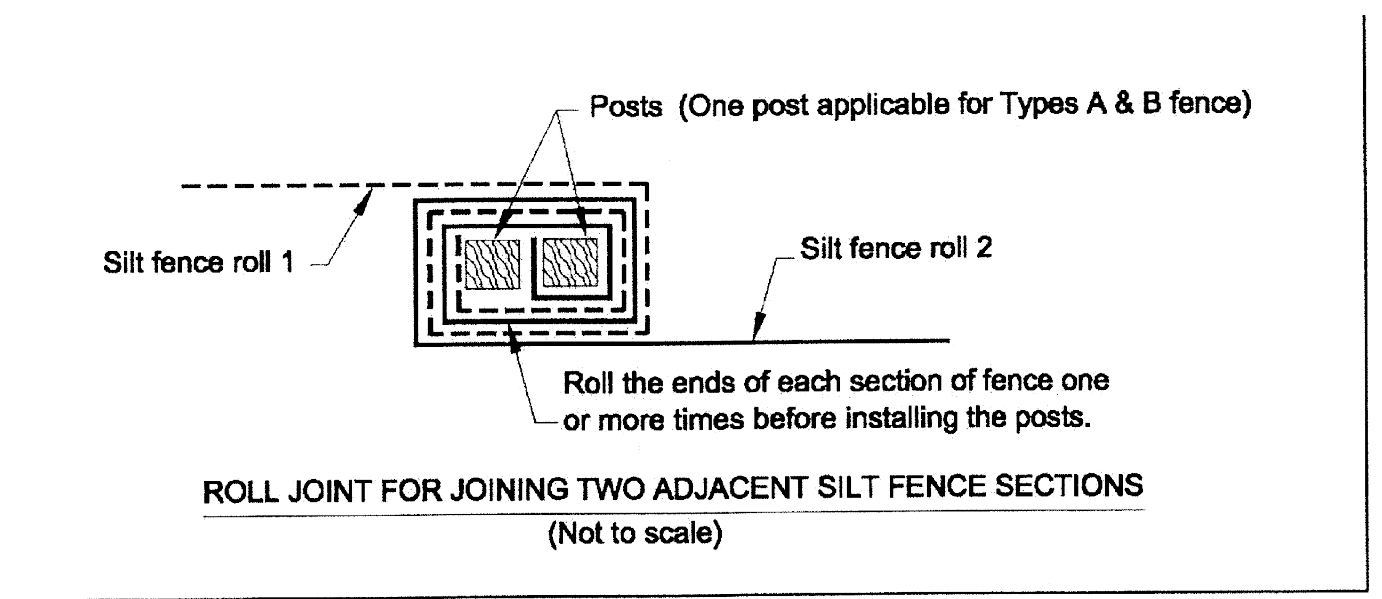 Posts (One post applicable for Types A & B fence)
Silt fence roll 1
Silt fence roll 2
Roll the ends of each section of fence one
or more times before installing the posts.
ROLL JOINT FOR JOINING TWO ADJACENT SILT FENCE SECTIONS
(Not to scale)